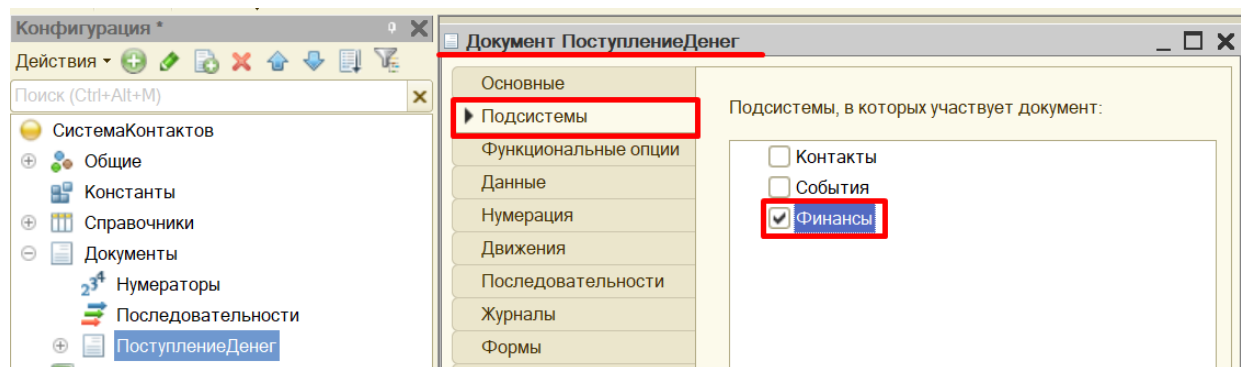 Конфигурация *
Действия
Поиск (Ctrl+Alt+M)
СистемаКонтактов
Общие
Константы
Справочники
Документы
Нумераторы
Последовательности
ПоступлениеДенег
Документ ПоступлениеДенег
Основные
Подсистемы
Функциональные опции
Данные
Нумерация
Движения
Последовательности
Журналы
Формы
Подсистемы, в которых участвует документ:
Контакты
События
Финансы